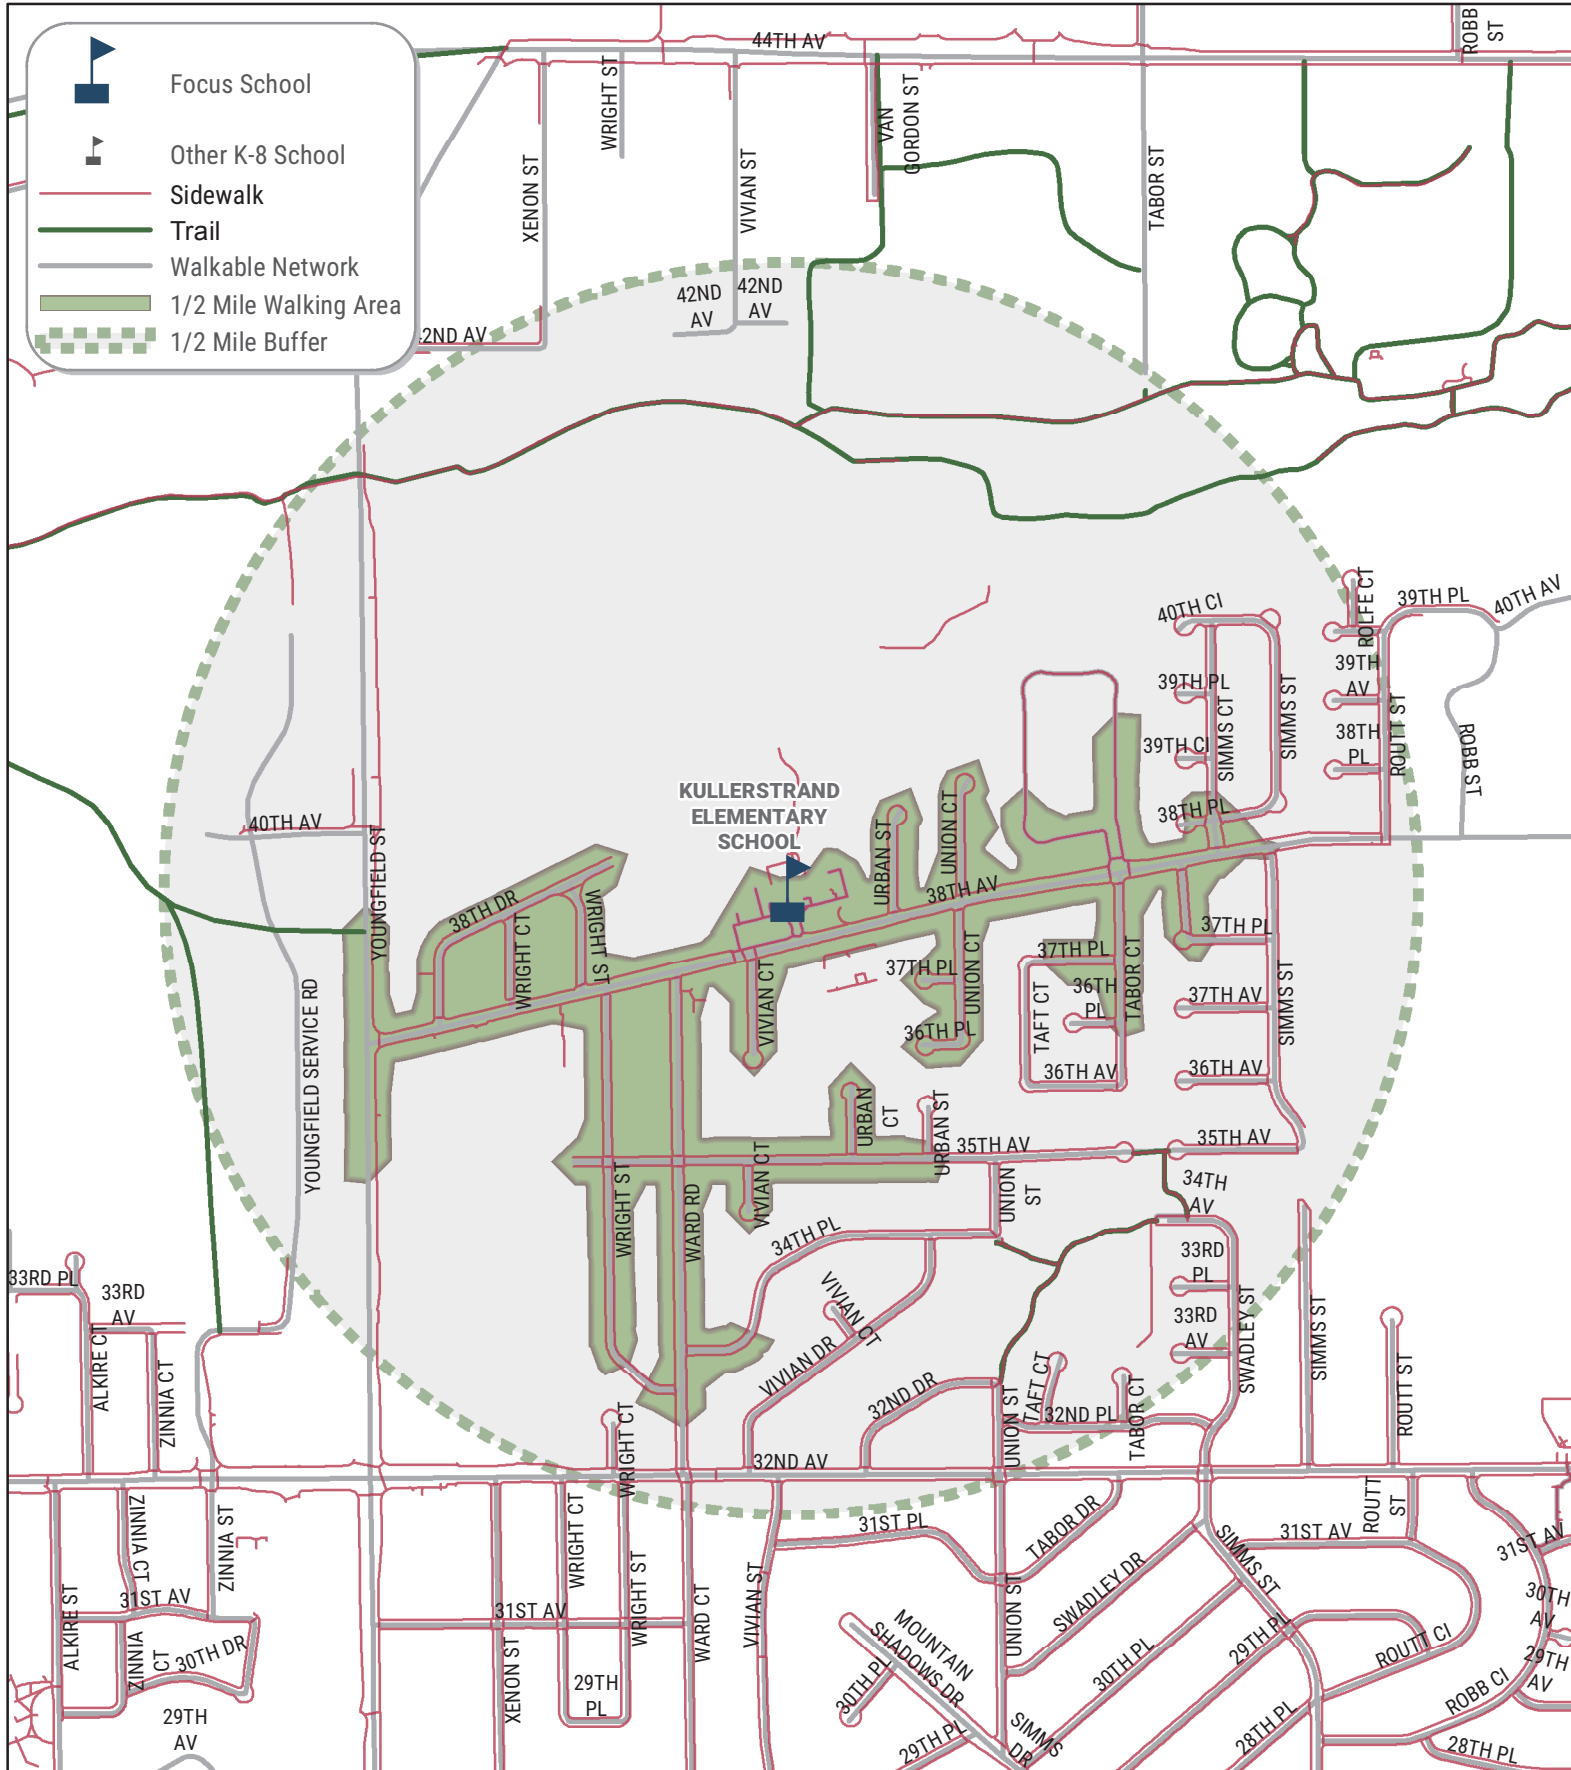 Focus School
Other K-8 School
Sidewalk
Trail
Walkable Network
1/2 Mile Walking Area
1/2 Mile Buffer
44TH AV
ROBB
ST
WRIGHT ST
VAN
GORDON ST
XENON ST
VIVIAN ST
TABOR ST
42ND
AV
42ND
AV
2ND AV
ROLFE CT
39TH PL
40TH AV
40TH CI
39TH
AV
39TH PL
SIMMS CT
SIMMS ST
38TH
PL
ROUTT ST
ROBB ST
39TH CI
38TH PL
KULLERSTRAND
ELEMENTARY
SCHOOL
40TH AV
YOUNGFIELD ST
URBAN ST
UNION CT
38TH AV
38TH DR
WRIGHT CT
WRIGHT ST
37TH PL
37TH PL
37TH PL
UNION CT
TABOR CT
36TH
PL
TAFT CT
37TH AV
SIMMS ST
YOUNGFIELD SERVICE RD
VIVIAN CT
36TH PL
36TH AV
36TH AV
URBAN
CT
URBAN ST
35TH AV
35TH AV
WRIGHT ST
WARD RD
VIVIAN CT
UNION
ST
34TH
AV
34TH PL
33RD PL
33RD
AV
33RD
PL
33RD
AV
SWADLEY ST
SIMMS ST
VIVIAN CT
VIVIAN DR
ALKIRE CT
ZINNIA CT
32ND DR
UNION ST
TAFT CT
32ND PL
TABOR CT
ROUTT ST
WRIGHT CT
32ND AV
ZINNIA CT
ZINNIA ST
WRIGHT CT
31ST PL
TABOR DR
SIMMS ST
31ST AV
ROUTT
ST
31ST AV
ALKIRE ST
31ST AV
31ST AV
WRIGHT ST
WARD CT
VIVIAN ST
UNION ST
SWADLEY DR
30TH
AV
ZINNIA
CT
30TH DR
XENON ST
29TH
PL
MOUNTAIN
SHADOWS DR
30TH PL
30TH PL
29TH PL
ROUTT CI
29TH
AV
ROBB CI
29TH
AV
29TH PL
SIMMS
DR
28TH PL
28TH PL